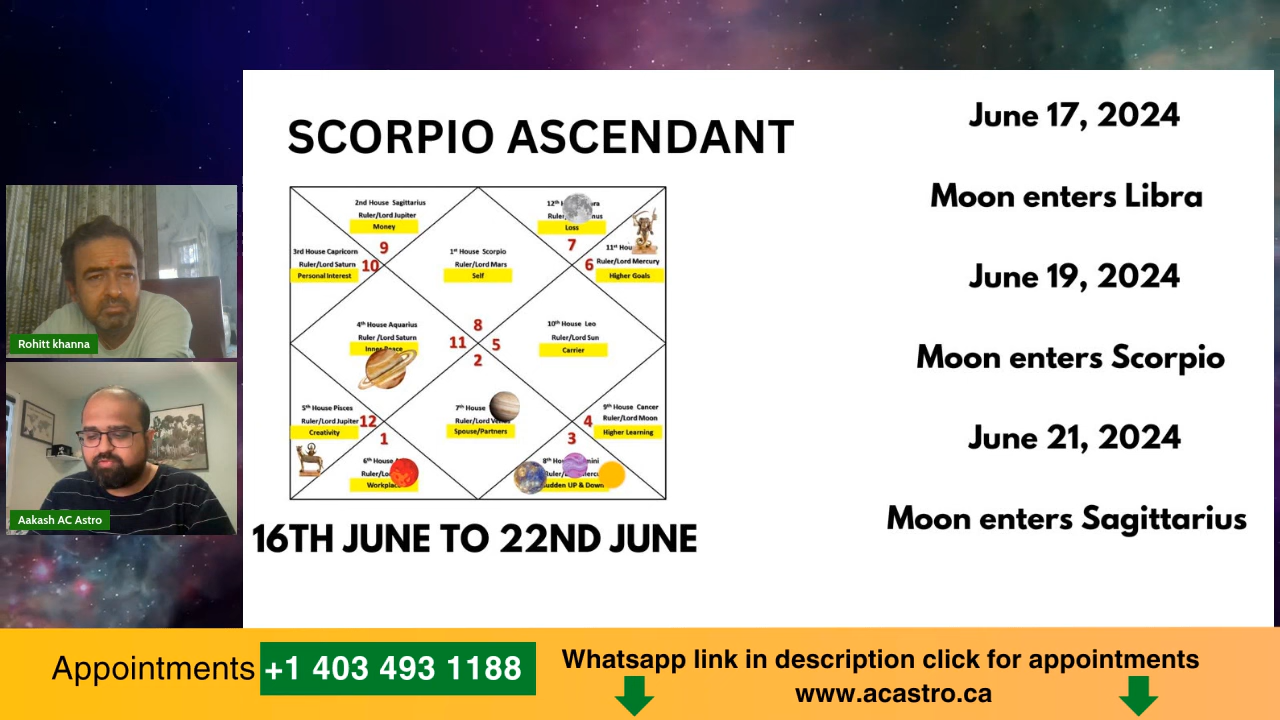 SCORPIO ASCENDANT
2nd House Sagittarius
Ruler/Lord Jupiter
Money
9
12th
Loss
7
3rd House Capricorn
Ruler/Lord Saturn
Personal Interest
10
1st House Scorpio
Ruler/Lord Mars
Self
11th
6
Ruler/Lord Mercury
Higher Goals
4th House Aquarius
Ruler /Lord Saturn
8
11
5
2
10th House Leo
Ruler/Lord Sun
Carrier
5th House Pisces
Ruler/Lord Jupiter
Creativity
12
1
7th House
Ruler/Lord
Spouse/Partners
9th House Cancer
Ruler/Lord Moon
Higher Learning
4
3
6th
8th
UP & Down
16TH JUNE TO 22ND JUNE
June 17, 2024
Moon enters Libra
June 19, 2024
Moon enters Scorpio
June 21, 2024
Moon enters Sagittarius
Rohitt khanna
Aakash AC Astro
Appointments +1 403 493 1188
Whatsapp link in description click for appointments
www.acastro.ca